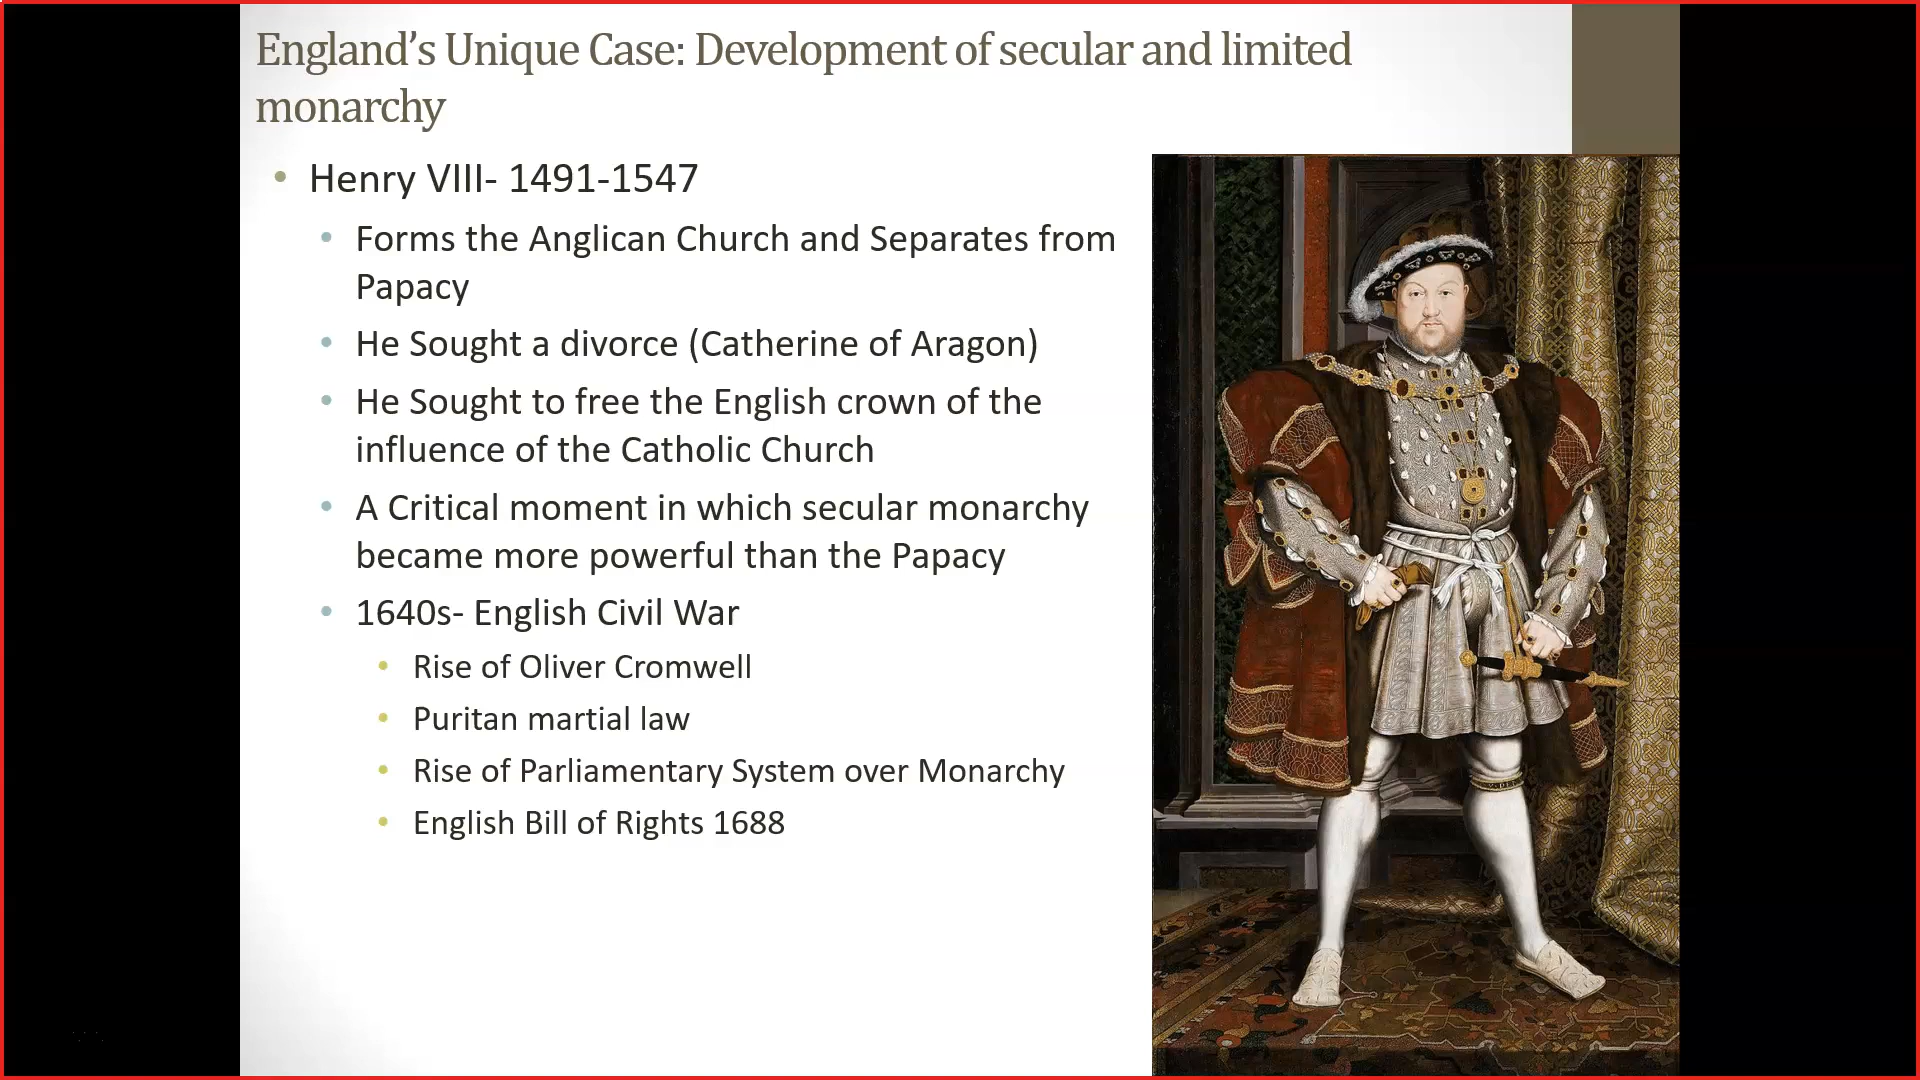 England’s Unique Case: Development of secular and limited
monarchy
• Henry VIII- 1491-1547
• Forms the Anglican Church and Separates from
Papacy
• He Sought a divorce (Catherine of Aragon)
• He Sought to free the English crown of the
influence of the Catholic Church
• A Critical moment in which secular monarchy
became more powerful than the Papacy
• 1640s- English Civil War
• Rise of Oliver Cromwell
• Puritan martial law
• Rise of Parliamentary System over Monarchy
• English Bill of Rights 1688